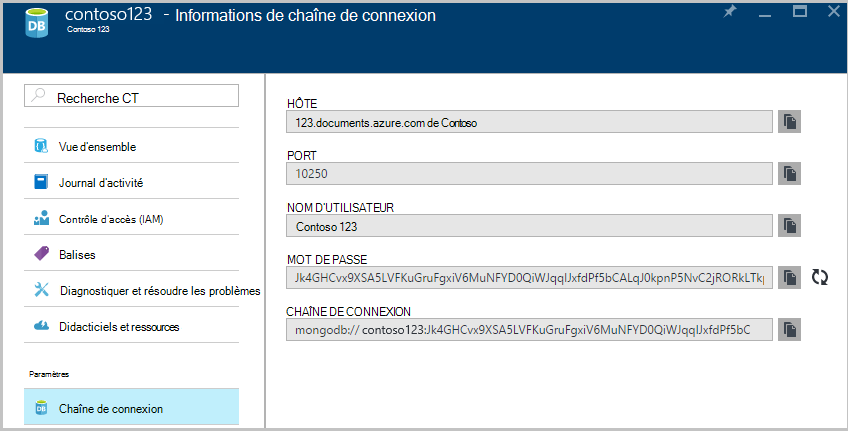 contoso123 - Informations de chaîne de connexion
Contoso 123
Recherche CT
Vue d'ensemble
Journal d'activité
Contrôle d'accès (IAM)
Balises
Diagnostiquer et résoudre les problèmes
Didacticiels et ressources
Paramètres
Chaîne de connexion
HÔTE
123.documents.azure.com de Contoso
PORT
10250
NOM D'UTILISATEUR
Contoso 123
MOT DE PASSE
Jk4GHCvx9XSA5LVFKuGruFgxiV6MuNFYD0QiWJqqIJxfdPf5bCALqJ0kpnP5NvC2jRORkLTkp
CHAÎNE DE CONNEXION
mongodb:// contoso123:Jk4GHCvx9XSA5LVFKuGruFgxiV6MuNFYD0QiWJqqIJxfdPf5bC